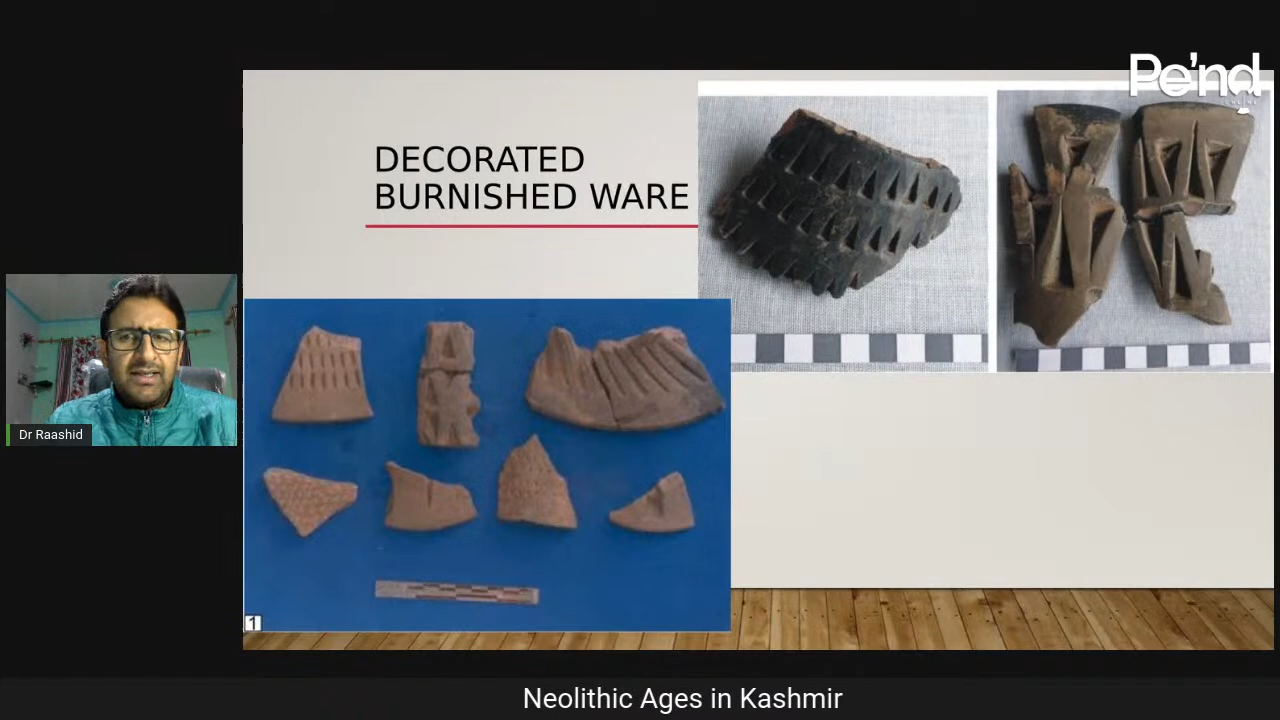 Pe'nd
DECORATED
BURNISHED WARE
Dr Raashid
1
Neolithic Ages in Kashmir